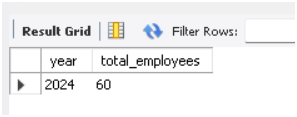 Result Grid Filter Rows:
year total_employees
2024 60